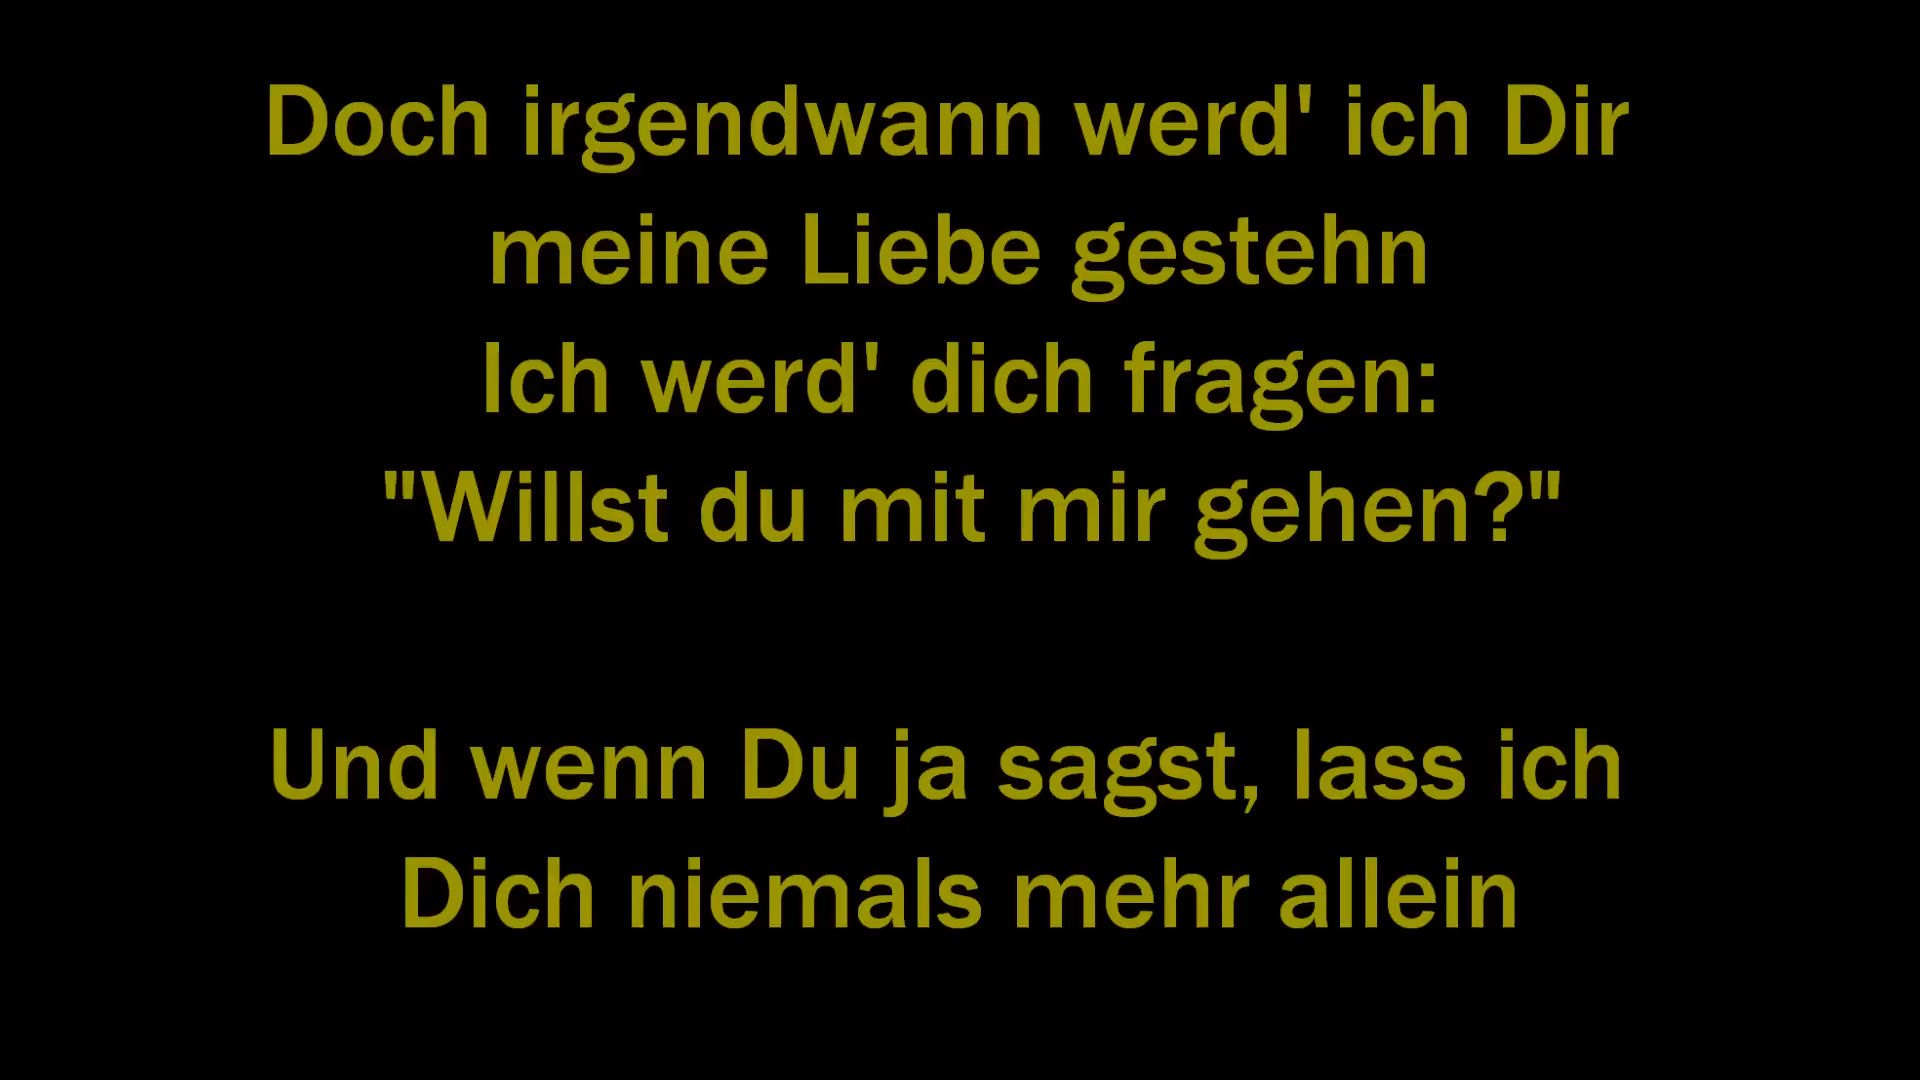 Doch irgendwann werd' ich Dir
meine Liebe gestehn
Ich werd' dich fragen:
"Willst du mit mir gehen?"
Und wenn Du ja sagst, lass ich
Dich niemals mehr allein